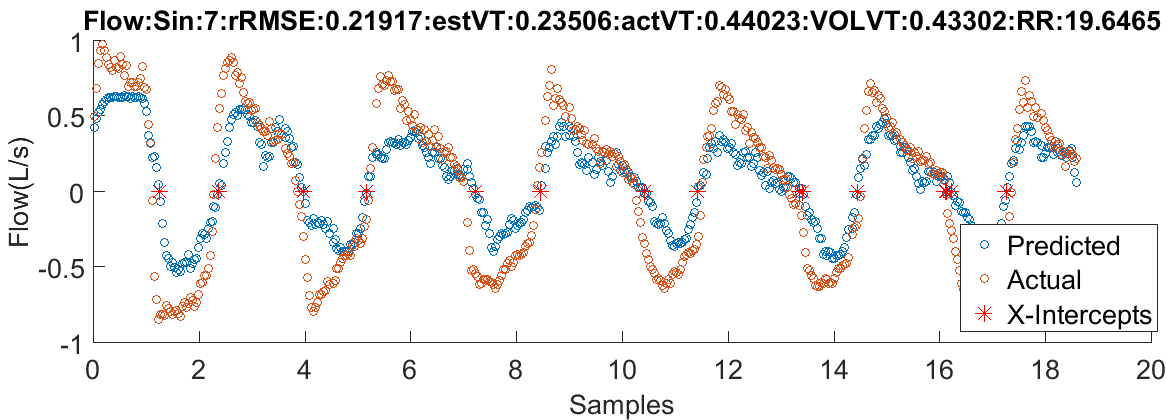 Flow:Sin:7:rRMSE:0.21917:estVT:0.23506:actVT:0.44023:VOLVT:0.43302:RR:19.6465
1
0.5
0
-0.5
-1
Flow(L/s)
Predicted
Actual
X-Intercepts
0 2 4 6 8 10 12 14 16 18 20
Samples